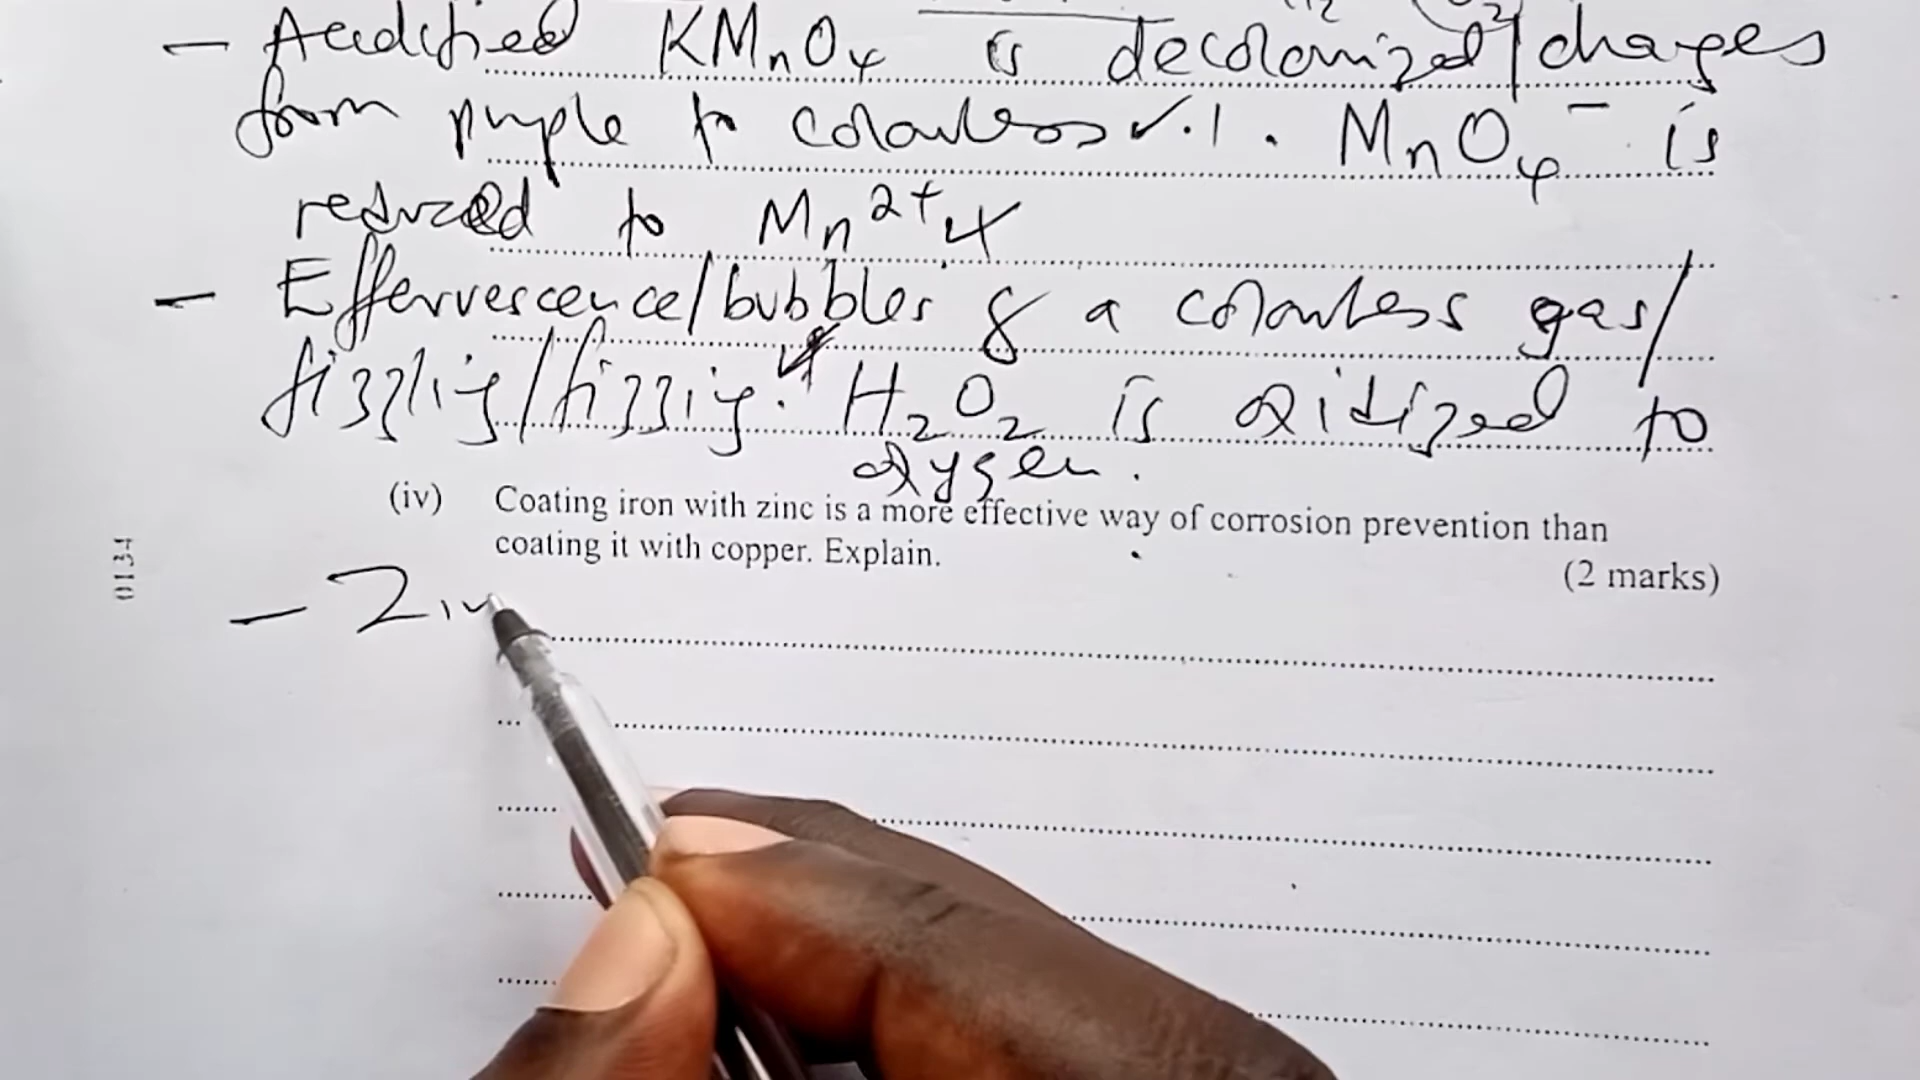 - Acidified KMnO4 is decolourized/changes
from purple to colourless ✓.1. MnO4⁻ is
reduced to Mn²⁺
- Effervescence/bubbles of a colourless gas/
fizzling/fizzing. H2O2 is oxidized to
oxygen.
(iv) Coating iron with zinc is a more effective way of corrosion prevention than
coating it with copper. Explain.
(2 marks)
- Zin
0134